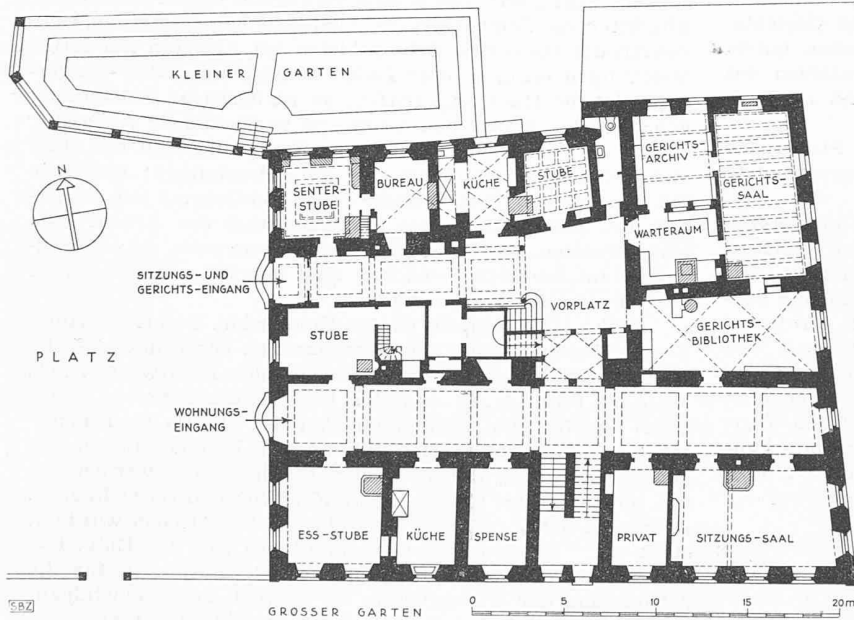 KLEINER GARTEN
N
SENTER-
STUBE
BUREAU
KÜCHE
STUBE
GERICHTS-
ARCHIV
GERICHTS-
SAAL
WARTERAUM
SITZUNGS- UND
GERICHTS-EINGANG
VORPLATZ
STUBE
GERICHTS-
BIBLIOTHEK
PLATZ
WOHNUNGS-
EINGANG
ESS-STUBE
KÜCHE
SPENSE
PRIVAT
SITZUNGS-SAAL
SBZ
GROSSER GARTEN
0 5 10 15 20m